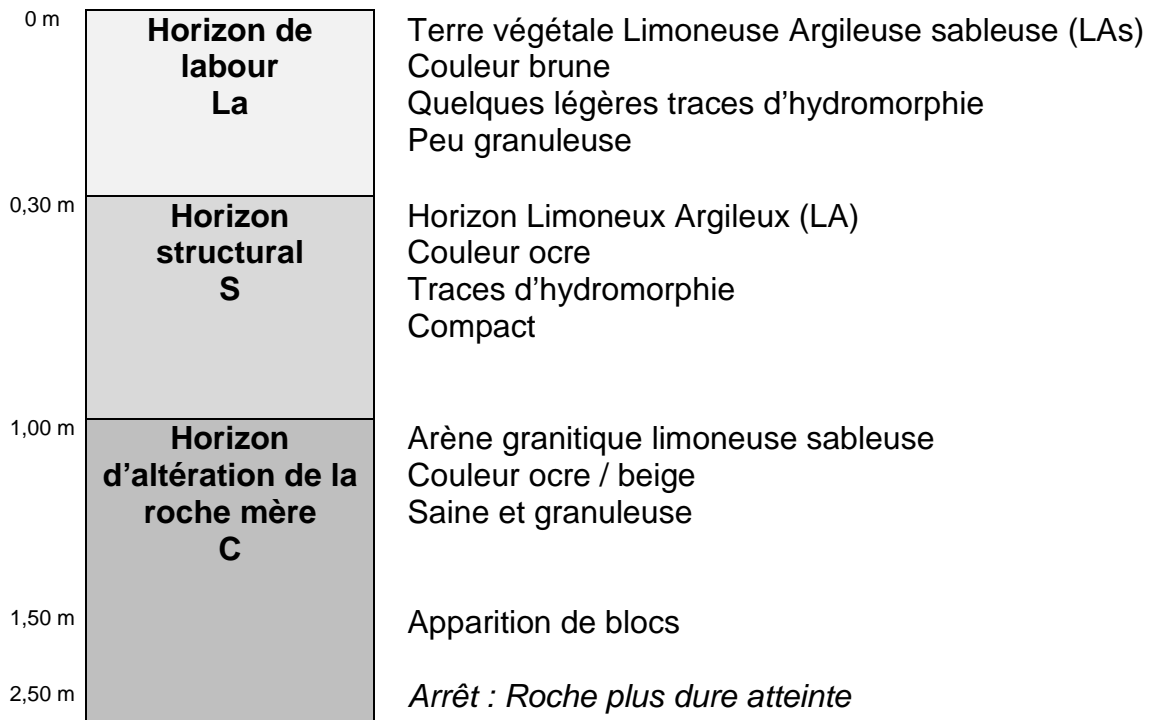 0 m
Horizon de
labour
La
Terre végétale Limoneuse Argileuse sableuse (LAs)
Couleur brune
Quelques légères traces d'hydromorphie
Peu granuleuse
0,30 m
Horizon
structural
S
Horizon Limoneux Argileux (LA)
Couleur ocre
Traces d'hydromorphie
Compact
1,00 m
Horizon
d'altération de la
roche mère
C
Arène granitique limoneuse sableuse
Couleur ocre / beige
Saine et granuleuse
1,50 m
Apparition de blocs
2,50 m
Arrêt : Roche plus dure atteinte